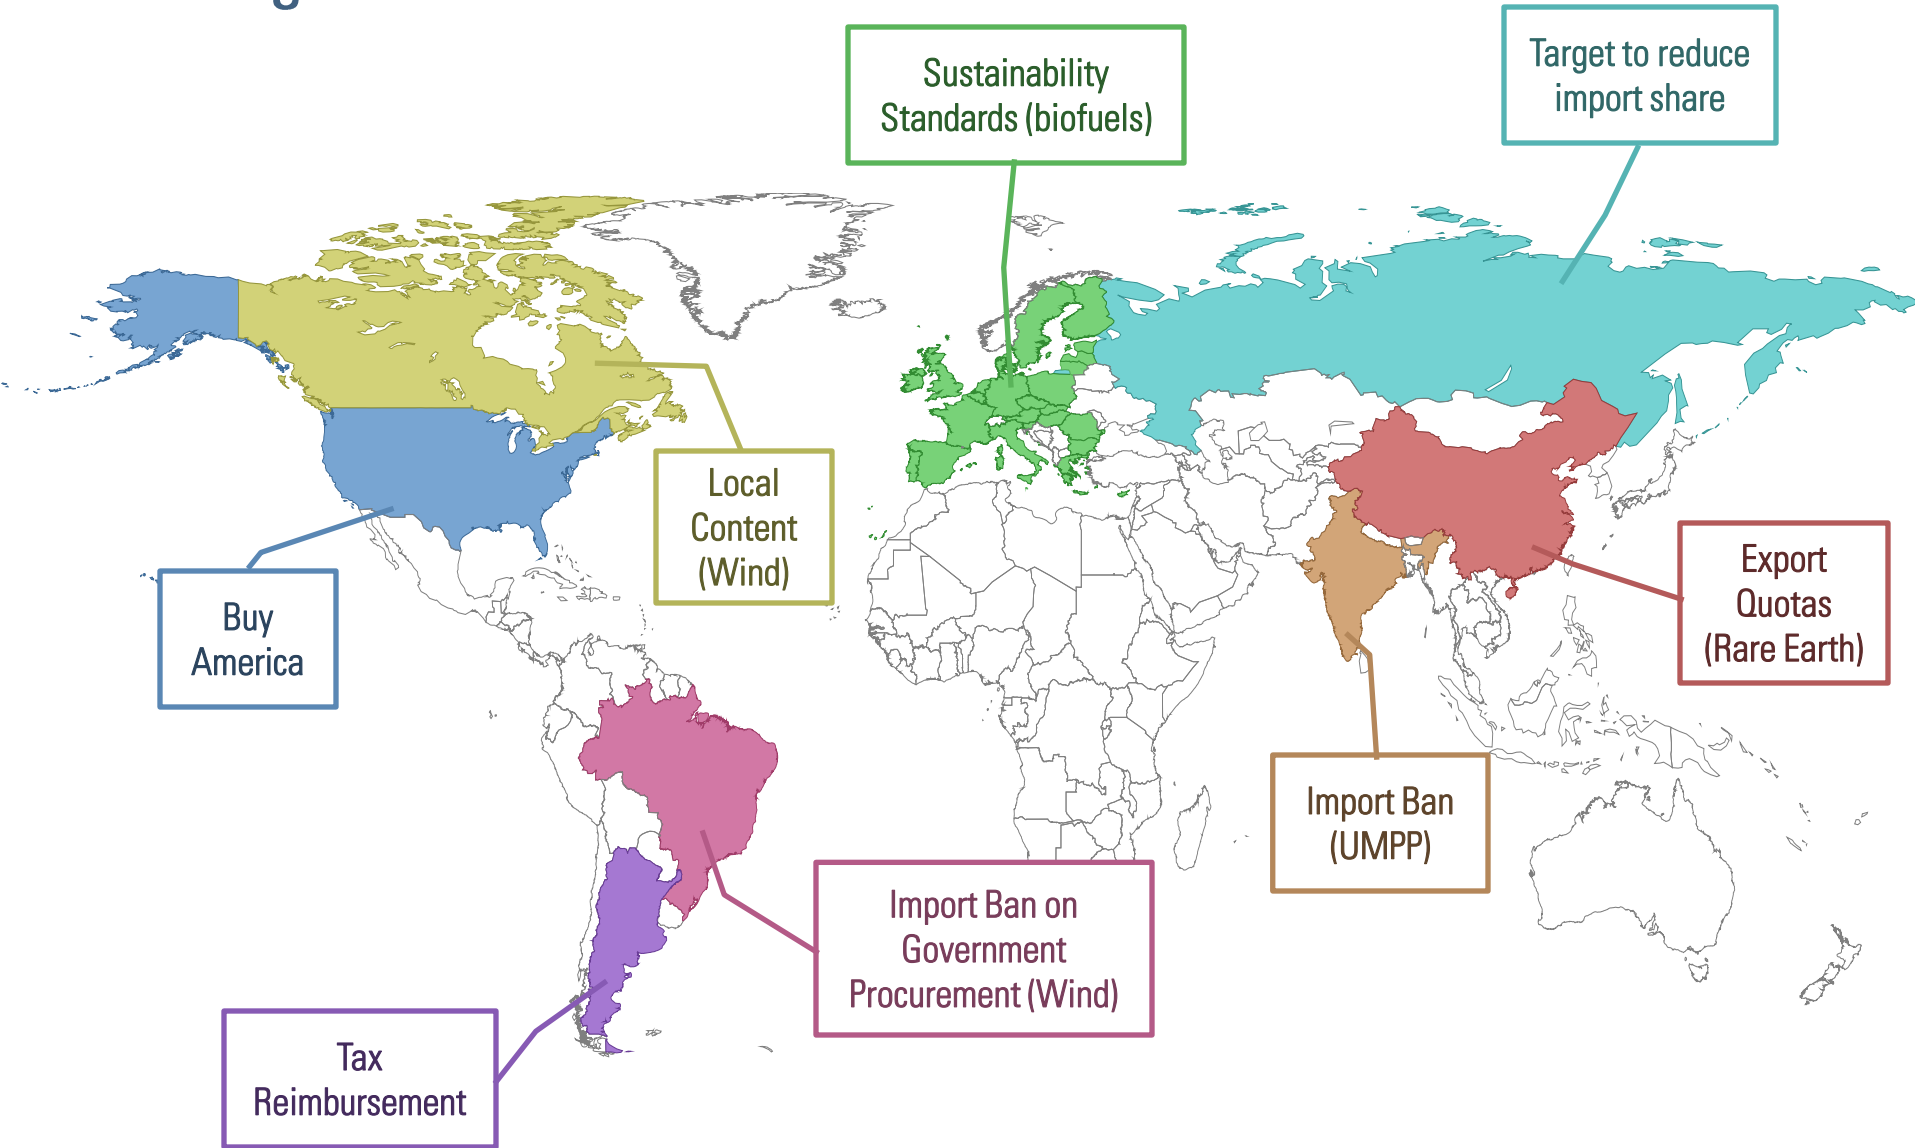 Sustainability
Standards (biofuels)
Target to reduce
import share
Local
Content
(Wind)
Buy
America
Export
Quotas
(Rare Earth)
Import Ban
(UMPP)
Import Ban on
Government
Procurement (Wind)
Tax
Reimbursement